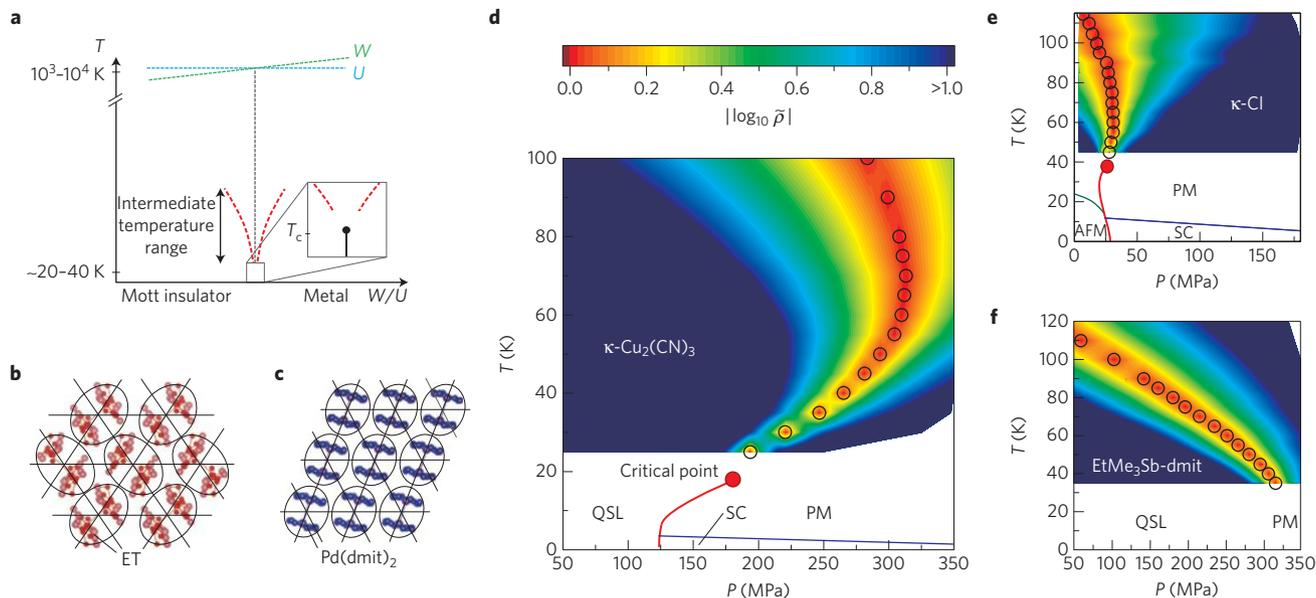 a
T
W
U
10³–10⁴ K
Intermediate
temperature
range
T_c
~20–40 K
Mott insulator
Metal
W/U
b
ET
c
Pd(dmit)₂
d
0.0 0.2 0.4 0.6 0.8 >1.0
|log₁₀ ρ̃|
100
80
60
40
20
0
T (K)
κ-Cu₂(CN)₃
Critical point
QSL
SC
PM
50 100 150 200 250 300 350
P (MPa)
e
100
80
60
40
20
0
T (K)
κ-Cl
PM
AFM
SC
0 50 100 150
P (MPa)
f
120
100
80
60
40
20
0
T (K)
EtMe₃Sb-dmit
QSL
PM
50 100 150 200 250 300 350
P (MPa)